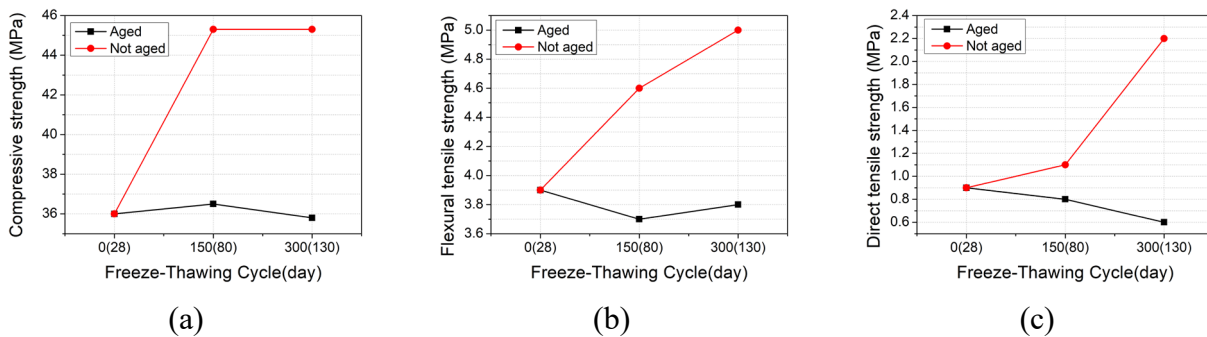 Compressive strength (MPa)
46
44
42
40
38
36
Aged
Not aged
0(28) 150(80) 300(130)
Freeze-Thawing Cycle(day)
(a)
Flexural tensile strength (MPa)
5.0
4.8
4.6
4.4
4.2
4.0
3.8
3.6
Aged
Not aged
0(28) 150(80) 300(130)
Freeze-Thawing Cycle(day)
(b)
Direct tensile strength (MPa)
2.4
2.2
2.0
1.8
1.6
1.4
1.2
1.0
0.8
0.6
Aged
Not aged
0(28) 150(80) 300(130)
Freeze-Thawing Cycle(day)
(c)